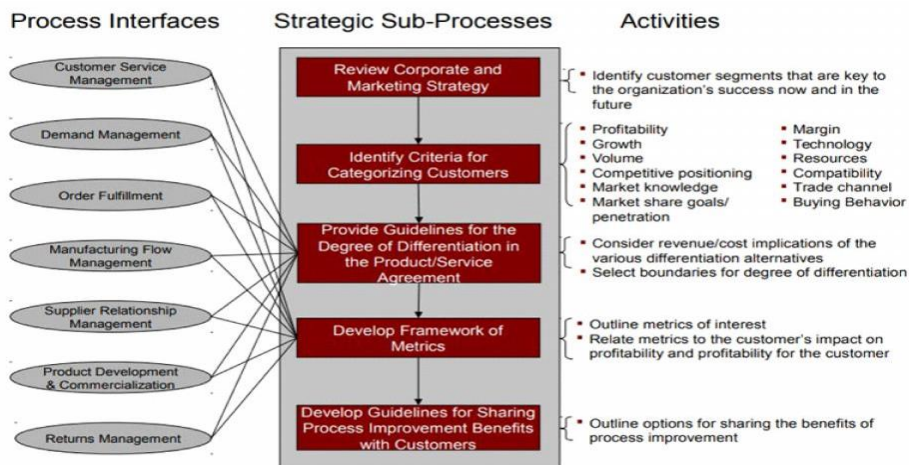 Process Interfaces
Strategic Sub-Processes
Activities
Customer Service
Management
Demand Management
Order Fulfillment
Manufacturing Flow
Management
Supplier Relationship
Management
Product Development
& Commercialization
Returns Management
Review Corporate and
Marketing Strategy
Identify Criteria for
Categorizing Customers
Provide Guidelines for the
Degree of Differentiation in
the Product/Service
Agreement
Develop Framework of
Metrics
Develop Guidelines for Sharing
Process Improvement Benefits
with Customers
▪ Identify customer segments that are key to
the organization's success now and in the
future
▪ Profitability
▪ Growth
▪ Volume
▪ Competitive positioning
▪ Market knowledge
▪ Market share goals/
penetration
▪ Margin
▪ Technology
▪ Resources
▪ Compatibility
▪ Trade channel
▪ Buying Behavior
▪ Consider revenue/cost implications of the
various differentiation alternatives
▪ Select boundaries for degree of differentiation
▪ Outline metrics of interest
▪ Relate metrics to the customer's impact on
profitability and profitability for the customer
▪ Outline options for sharing the benefits of
process improvement